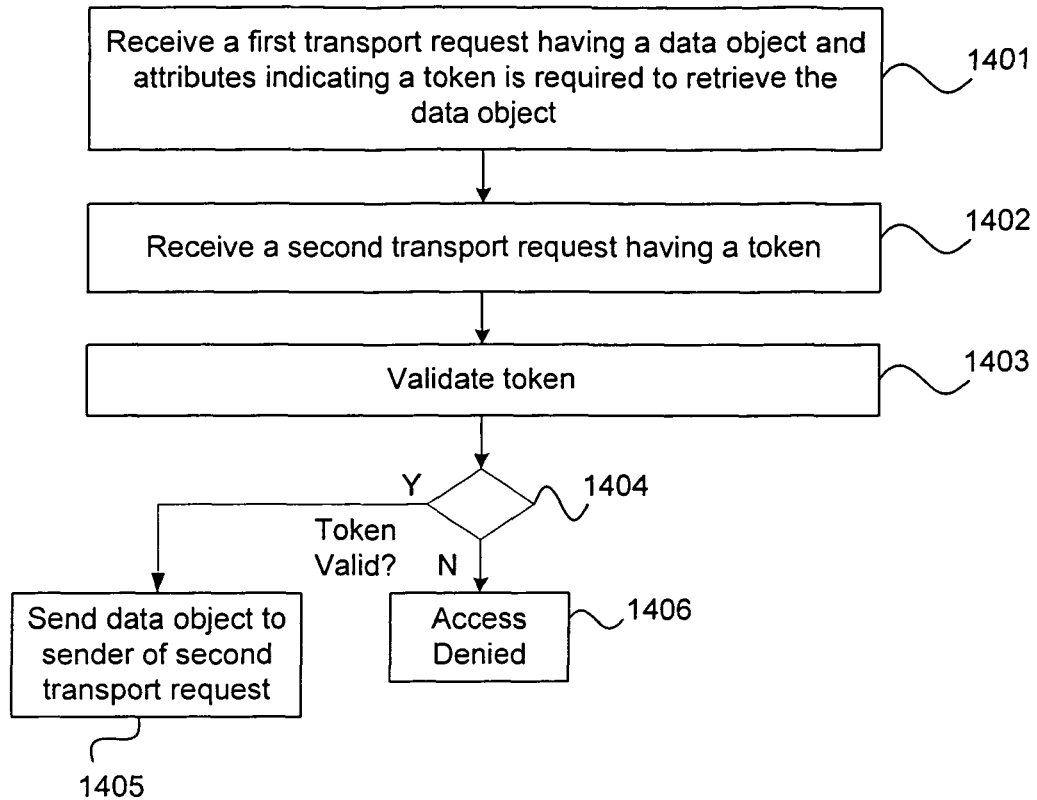 Receive a first transport request having a data object and
attributes indicating a token is required to retrieve the
data object
1401
Receive a second transport request having a token
1402
Validate token
1403
1404
Y
Token
Valid?
N
Send data object to
sender of second
transport request
1405
Access
Denied
1406